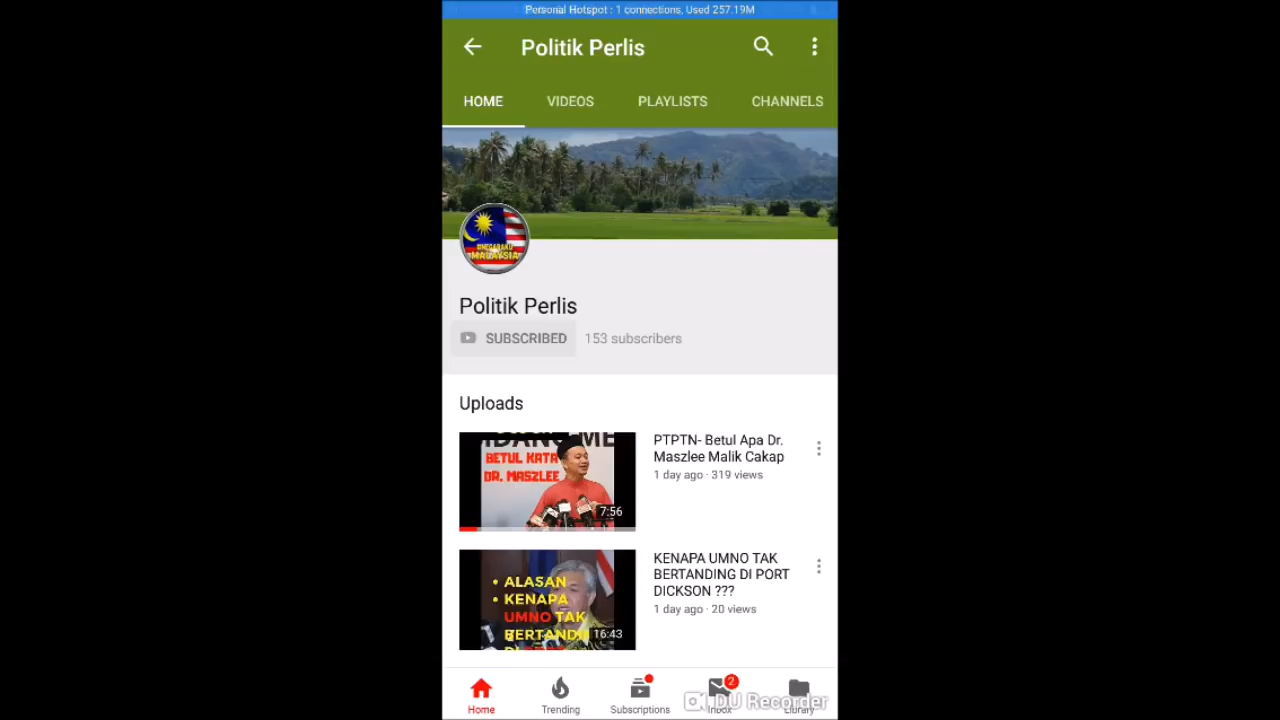 Personal Hotspot : 1 connections, Used 257.19M
Politik Perlis
HOME VIDEOS PLAYLISTS CHANNELS
MALAYSIA
Politik Perlis
SUBSCRIBED 153 subscribers
Uploads
BETUL KATA
DR. MASZLEE
7:56
PTPTN- Betul Apa Dr.
Maszlee Malik Cakap
1 day ago · 319 views
• ALASAN
• KENAPA
UMNO TAK
16:43
KENAPA UMNO TAK
BERTANDING DI PORT
DICKSON ???
1 day ago · 20 views
2
DU Recorder
Home Trending Subscriptions Inbox Library